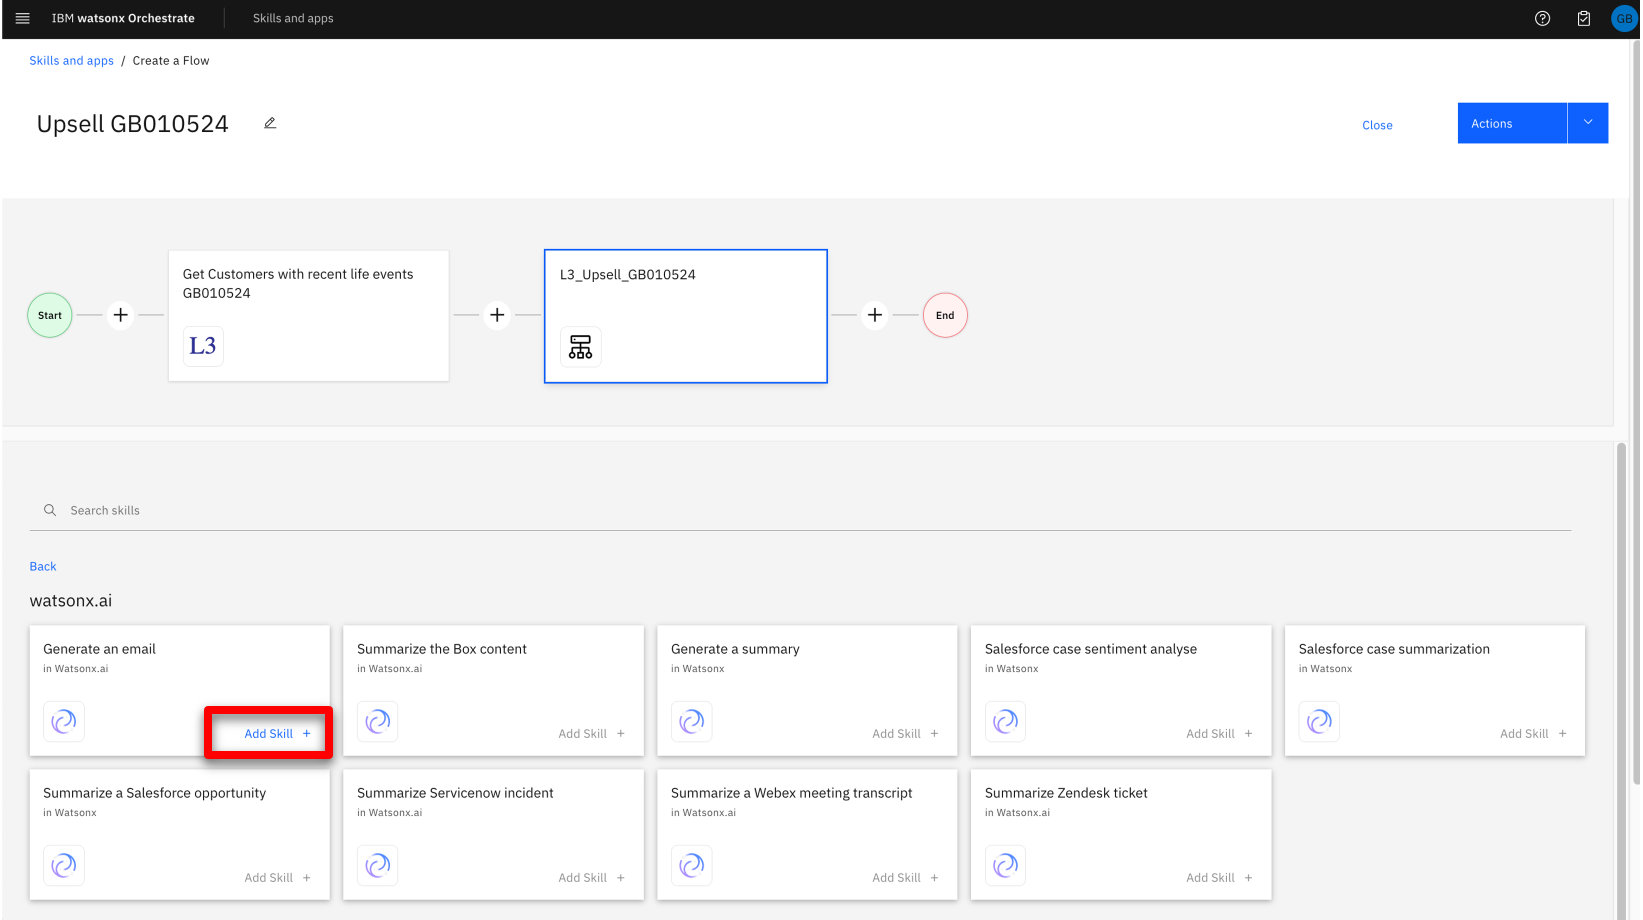 IBM watsonx Orchestrate
Skills and apps
GB
Skills and apps / Create a Flow
Upsell GB010524
Close
Actions
Start
Get Customers with recent life events
GB010524
L3
L3_Upsell_GB010524
End
Search skills
Back
watsonx.ai
Generate an email
in Watsonx.ai
Add Skill +
Summarize the Box content
in Watsonx.ai
Add Skill +
Generate a summary
in Watsonx
Add Skill +
Salesforce case sentiment analyse
in Watsonx
Add Skill +
Salesforce case summarization
in Watsonx
Add Skill +
Summarize a Salesforce opportunity
in Watsonx
Add Skill +
Summarize Servicenow incident
in Watsonx.ai
Add Skill +
Summarize a Webex meeting transcript
in Watsonx.ai
Add Skill +
Summarize Zendesk ticket
in Watsonx.ai
Add Skill +